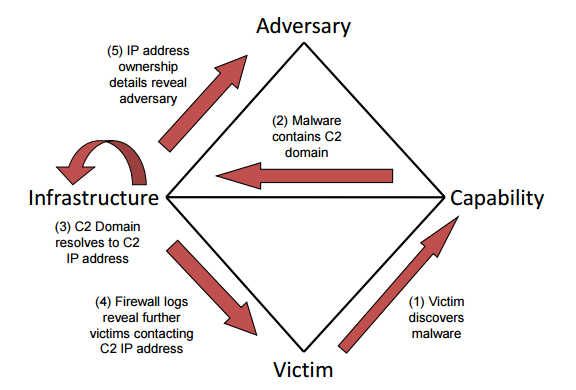 Adversary
(5) IP address
ownership
details reveal
adversary
(2) Malware
contains C2
domain
Infrastructure
Capability
(3) C2 Domain
resolves to C2
IP address
(4) Firewall logs
reveal further
victims contacting
C2 IP address
(1) Victim
discovers
malware
Victim